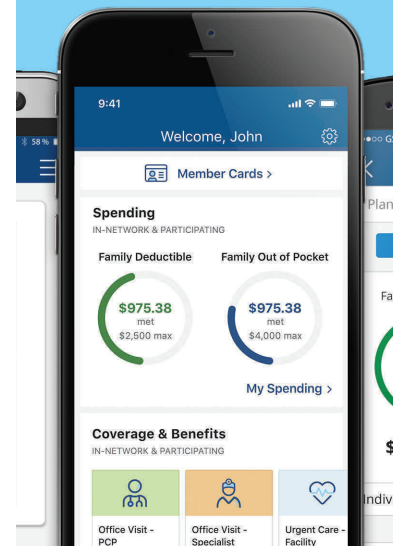 9:41
58%
GS
Welcome, John
Member Cards >
Plan
Spending
IN-NETWORK & PARTICIPATING
Family Deductible
Family Out of Pocket
$975.38
met
$2,500 max
$975.38
met
$4,000 max
Fa
My Spending >
$
Coverage & Benefits
IN-NETWORK & PARTICIPATING
Indiv
Office Visit -
PCP
Office Visit -
Specialist
Urgent Care -
Facility